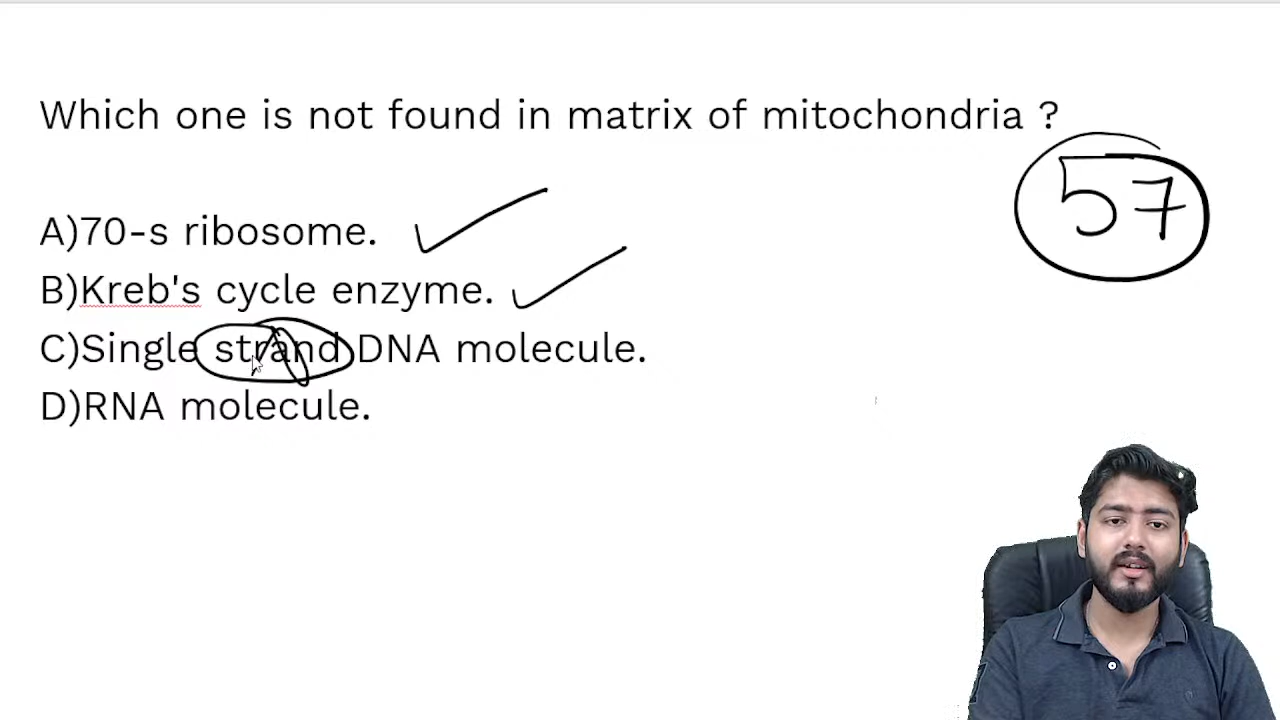 Which one is not found in matrix of mitochondria ?
57
A)70-s ribosome.
B)Kreb's cycle enzyme.
C)Single strand DNA molecule.
D)RNA molecule.